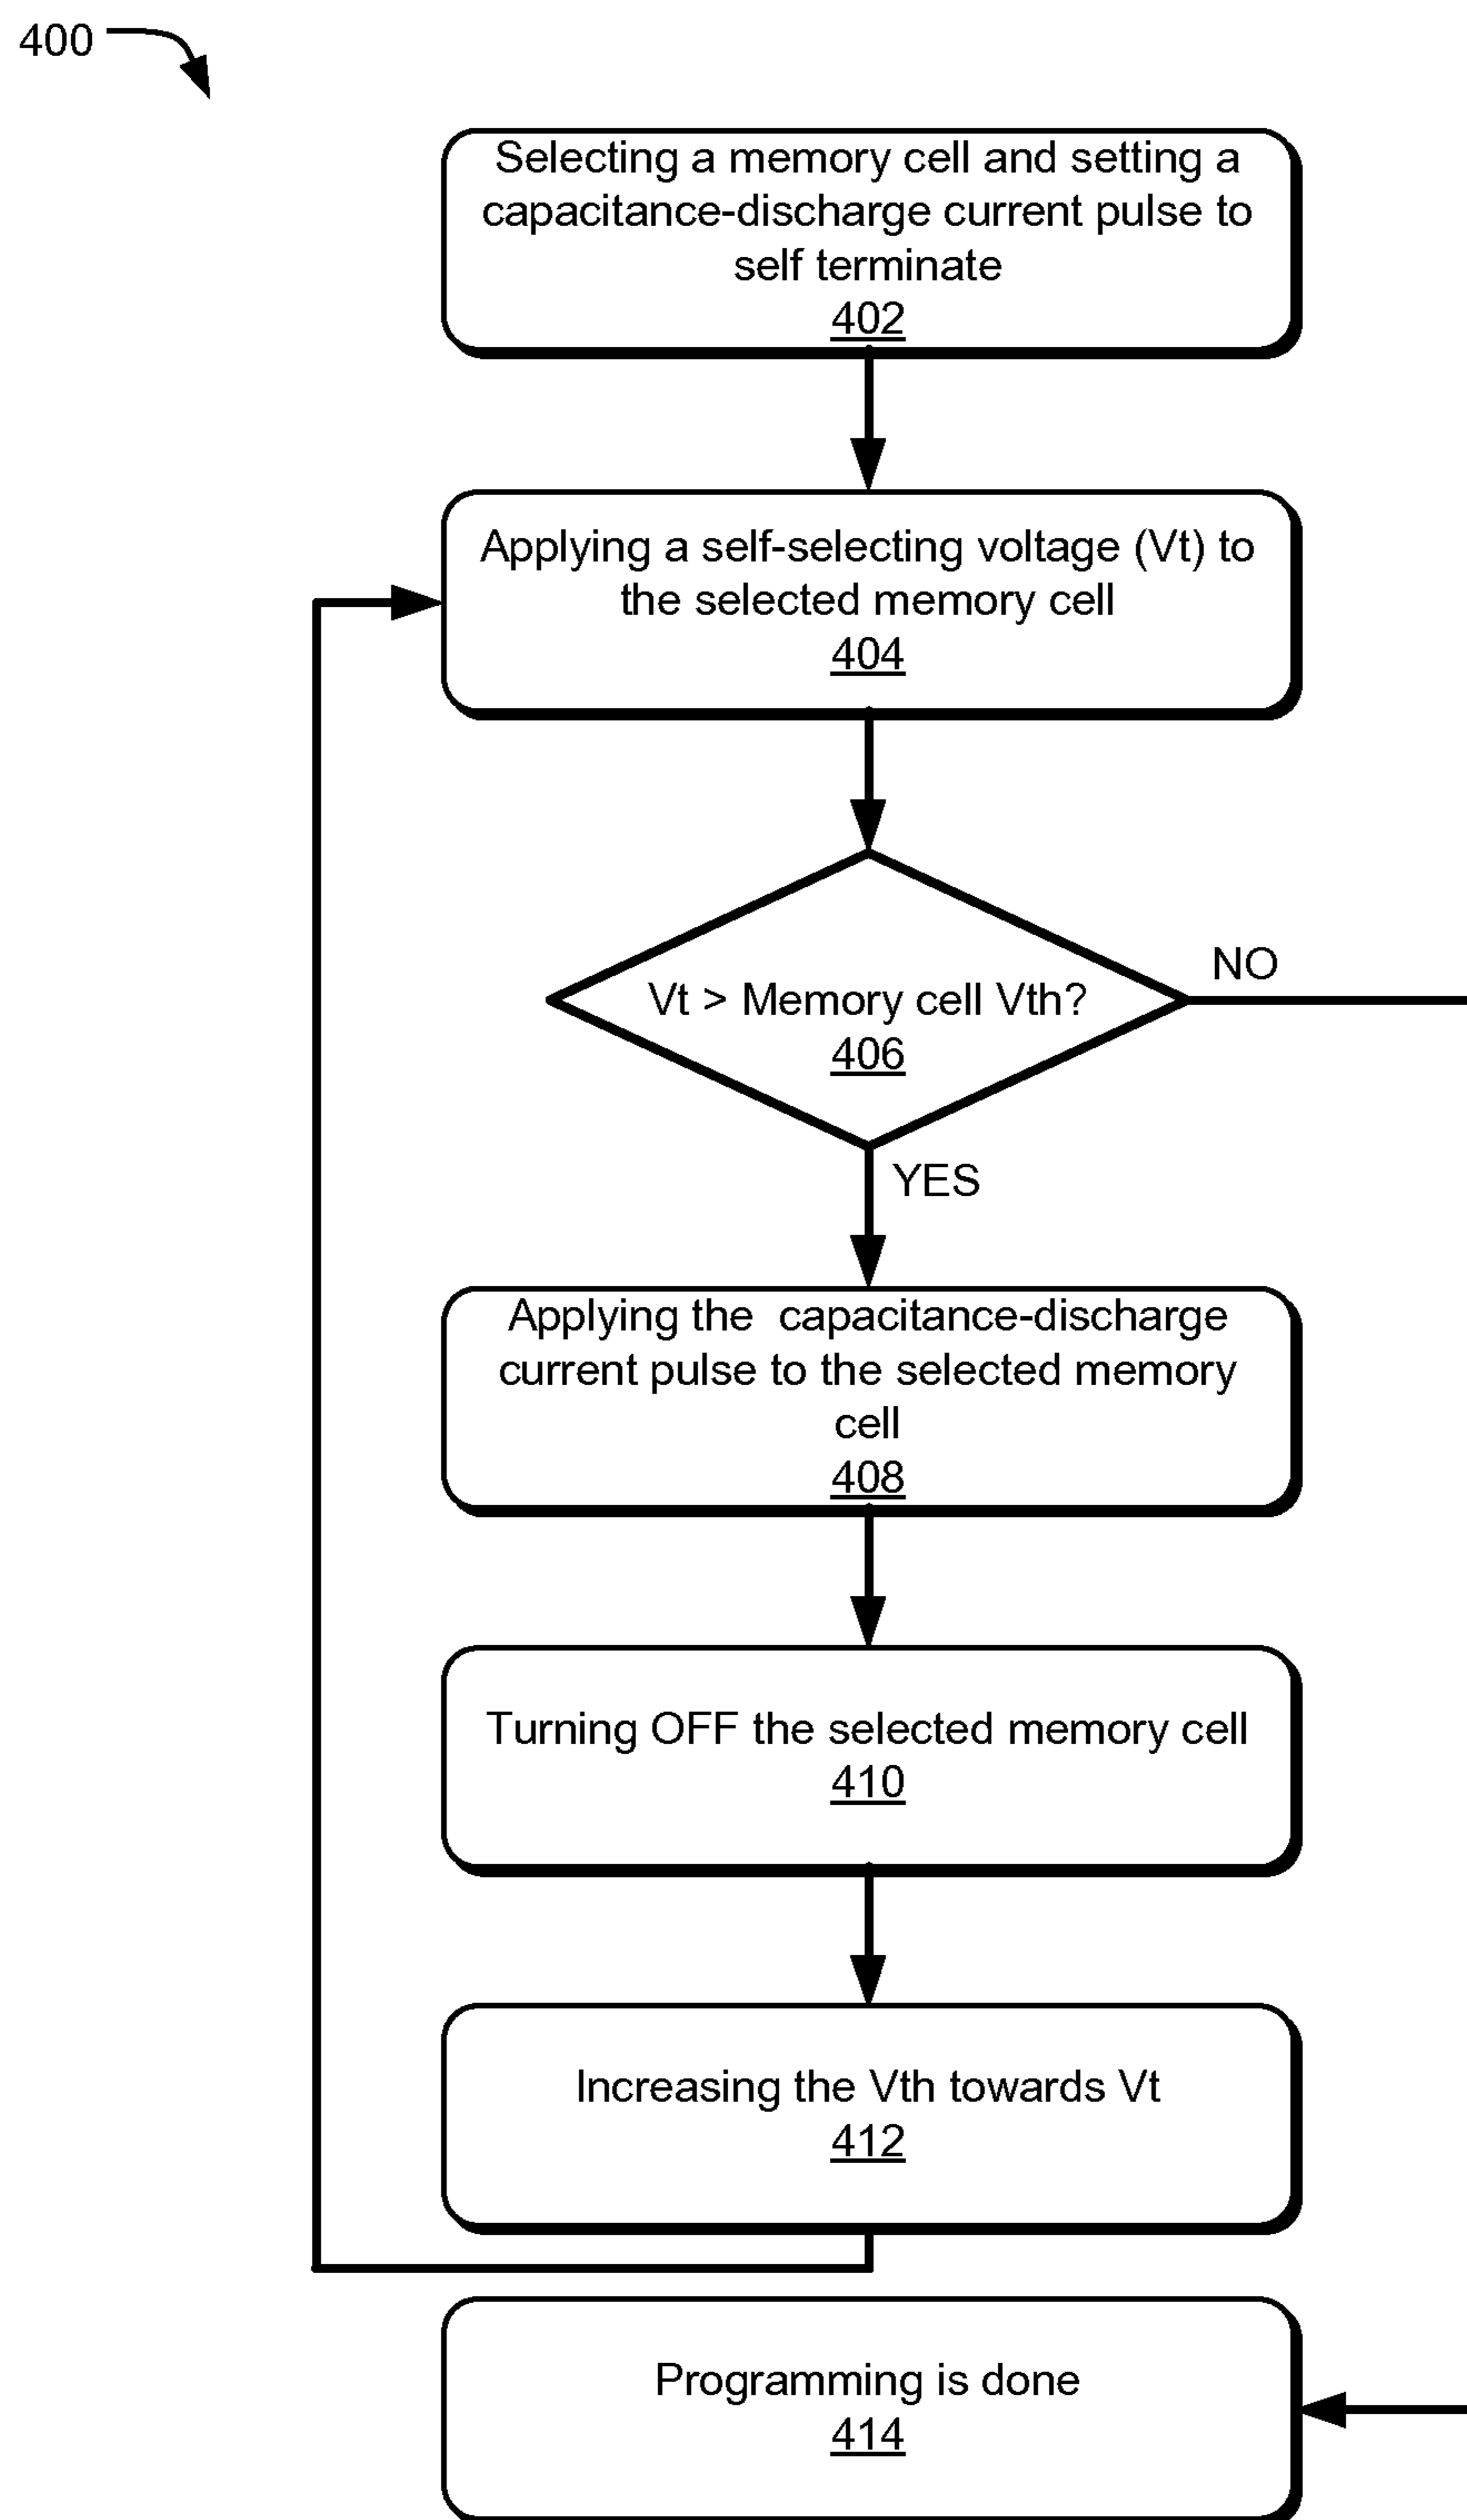 400
Selecting a memory cell and setting a
capacitance-discharge current pulse to
self terminate
402
Applying a self-selecting voltage (Vt) to
the selected memory cell
404
Vt > Memory cell Vth?
406
NO
YES
Applying the capacitance-discharge
current pulse to the selected memory
cell
408
Turning OFF the selected memory cell
410
Increasing the Vth towards Vt
412
Programming is done
414